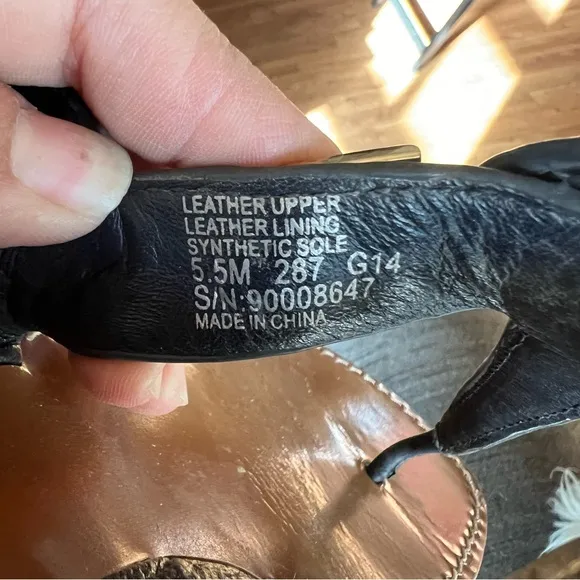 LEATHER UPPER
LEATHER LINING
SYNTHETIC SOLE
5.5M 287 G14
S/N:90008647
MADE IN CHINA